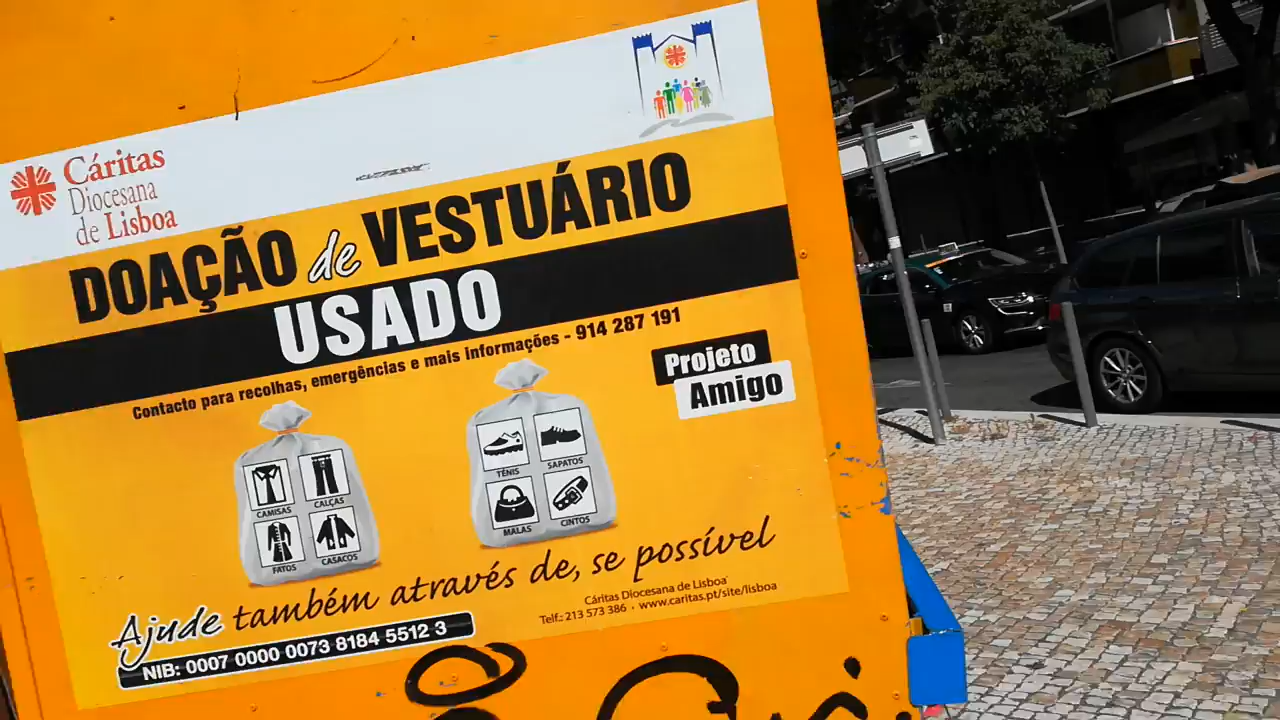 Cáritas
Diocesana
de Lisboa
DOAÇÃO de VESTUÁRIO
USADO
Contacto para recolhas, emergências e mais informações - 914 287 191
Projeto
Amigo
CAMISAS
CALÇAS
FATOS
CASACOS
TÉNIS
SAPATOS
MALAS
CINTOS
Ajude também através de, se possível
NIB: 0007 0000 0073 8184 5512 3
Cáritas Diocesana de Lisboa
Telf.: 213 573 386 · www.caritas.pt/site/lisboa